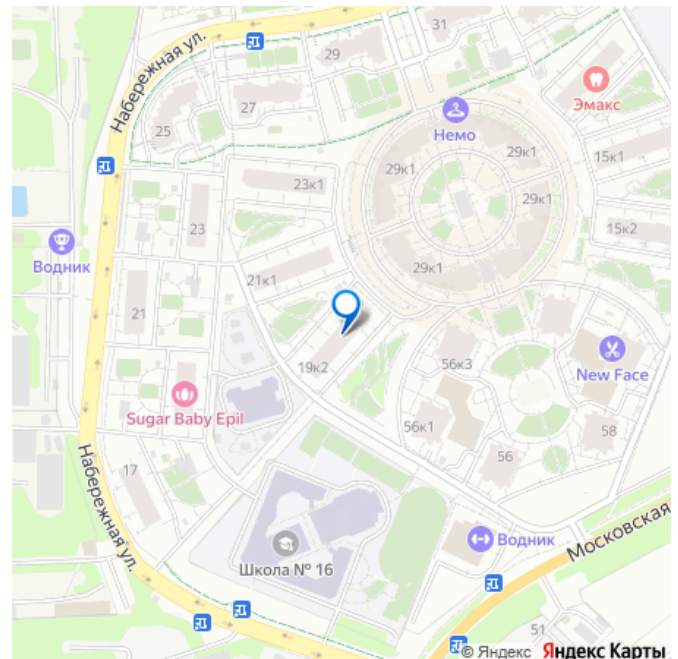 31
Набережная ул.
29
27
25
Немо
Эмакс
29к1
29к1
15к1
23к1
29к1
15к2
23
Водник
29к1
21к1
21
19к2
56к3
New Face
Sugar Baby Epil
56к1
56
58
17
Набережная ул.
Школа № 16
Водник
Московская
51
© Яндекс Яндекс Карты